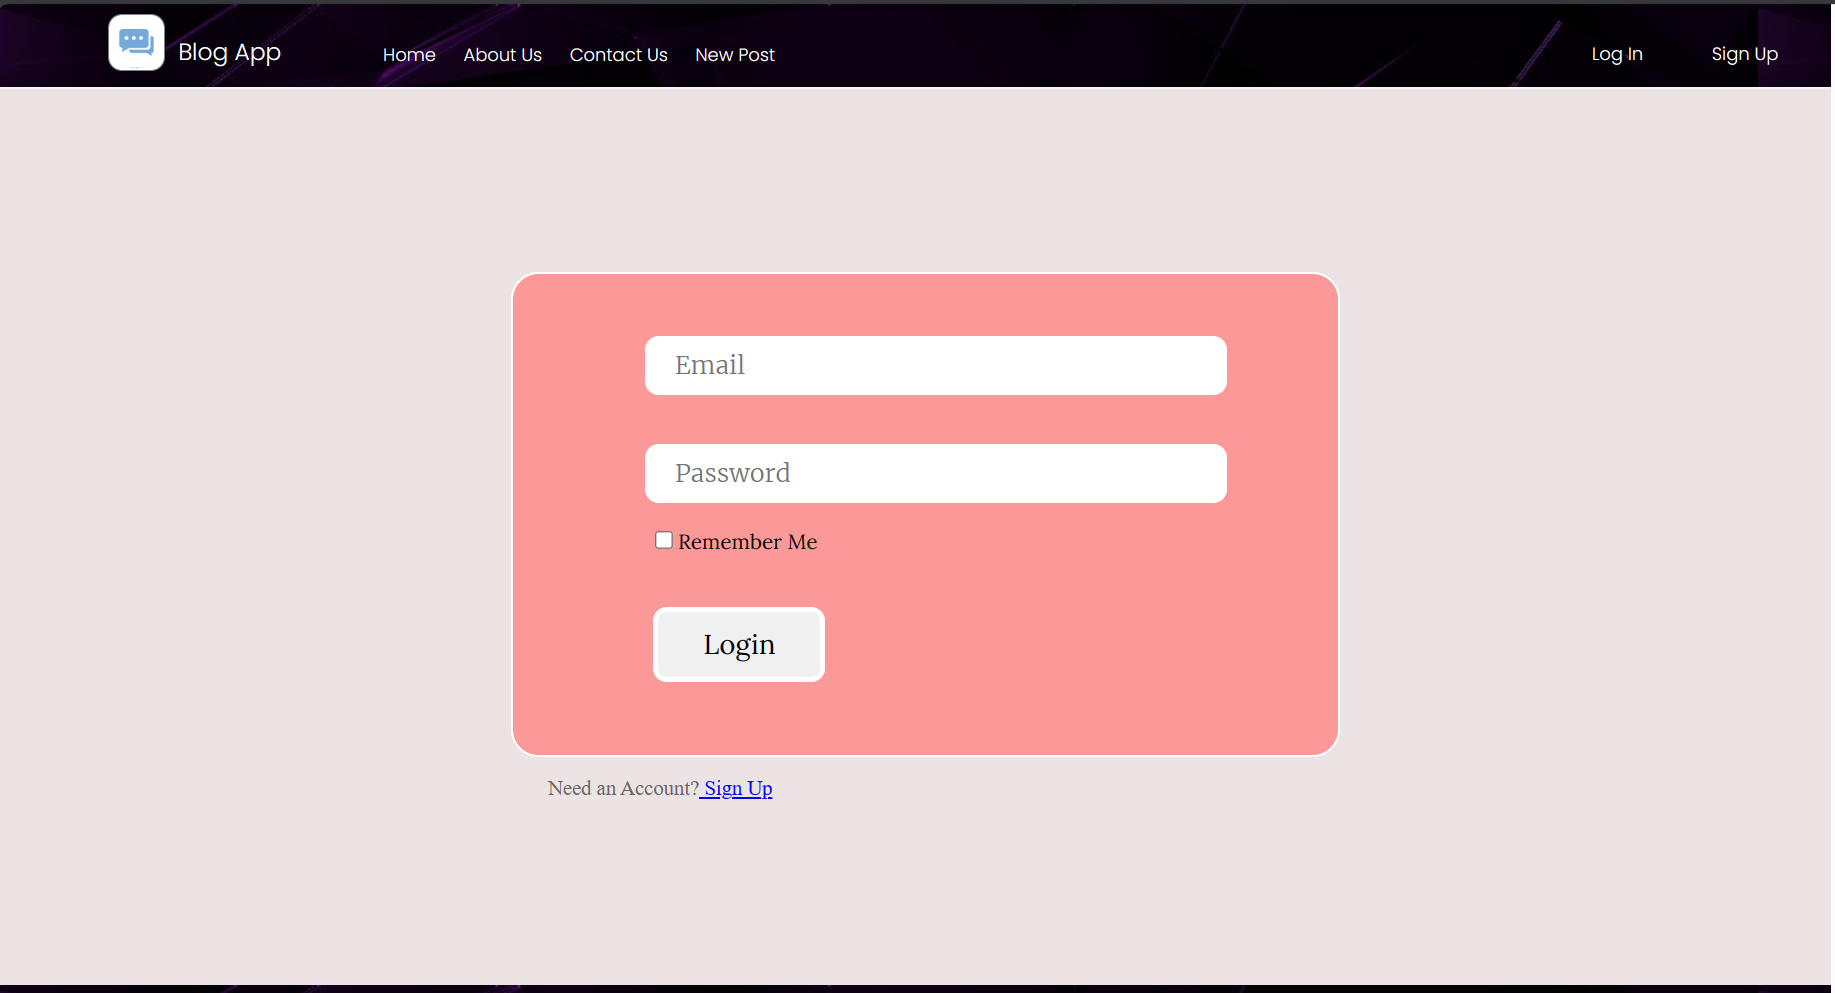 Blog App Home About Us Contact Us New Post Log In Sign Up
Email
Password
Remember Me
Login
Need an Account? Sign Up